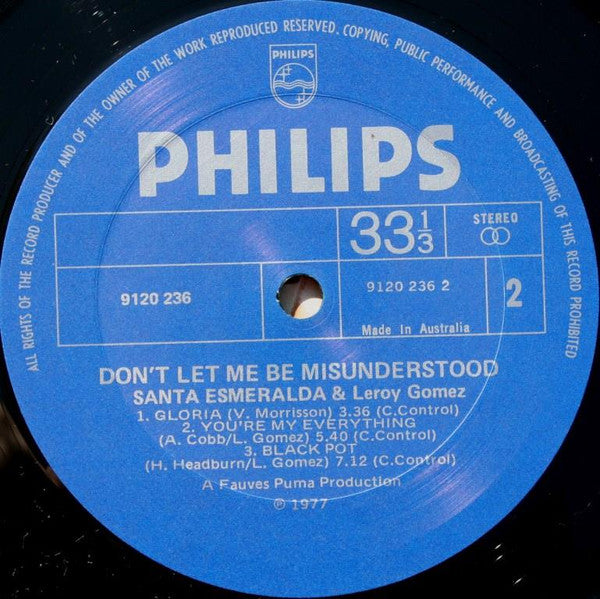 ALL RIGHTS OF THE RECORD PRODUCER AND OF THE OWNER OF THE WORK REPRODUCED RESERVED. COPYING, PUBLIC PERFORMANCE AND BROADCASTING OF THIS RECORD PROHIBITED
PHILIPS
PHILIPS
33 1/3
STEREO
9120 236
9120 236 2
2
Made In Australia
DON'T LET ME BE MISUNDERSTOOD
SANTA ESMERALDA & Leroy Gomez
1. GLORIA (V. Morrisson) 3.36 (C.Control)
2. YOU'RE MY EVERYTHING
(A. Cobb/L. Gomez) 5.40 (C.Control)
3. BLACK POT
(H. Headburn/L. Gomez) 7.12 (C.Control)
A Fauves Puma Production
℗ 1977